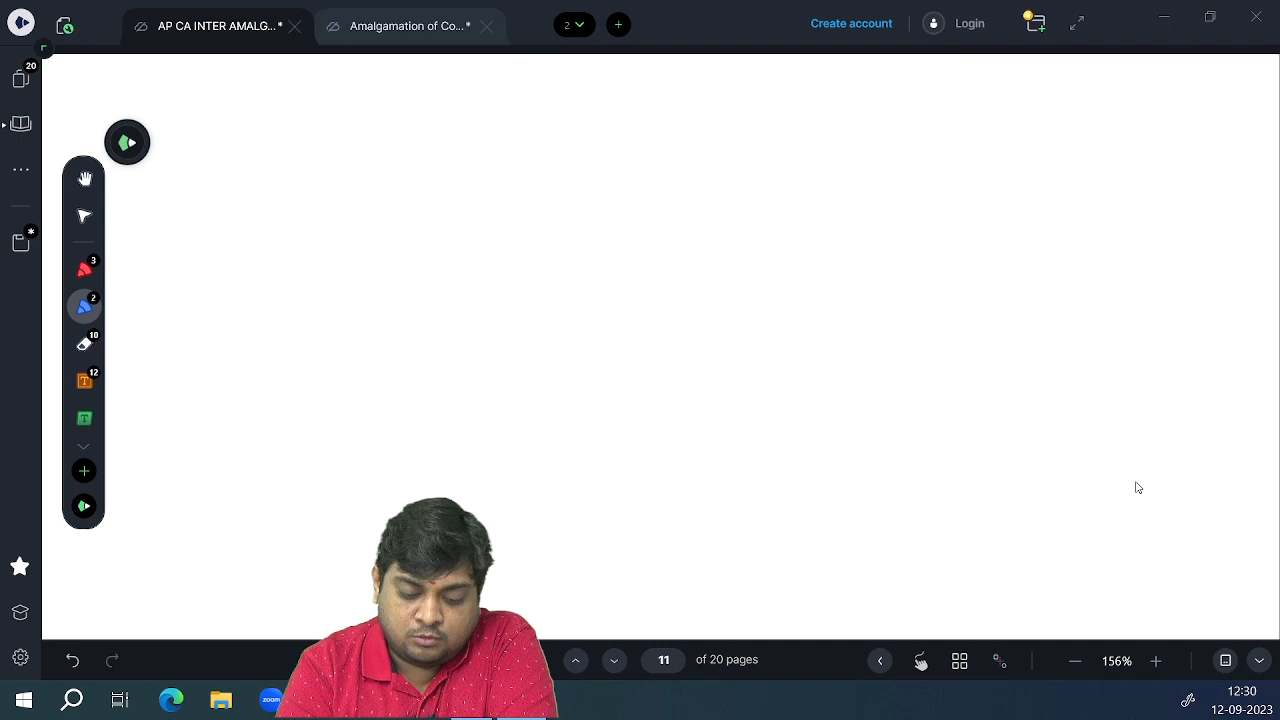 AP CA INTER AMALG...*
Amalgamation of Co...*
2
Create account
Login
20
*
3
2
10
T
12
T
11
of 20 pages
156%
zoom
12:30
12-09-2023